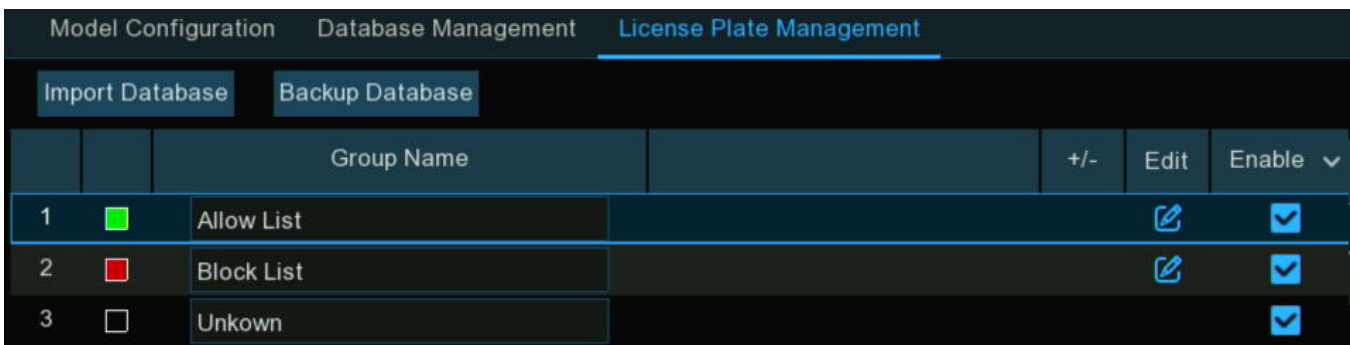 Model Configuration Database Management License Plate Management
Import Database Backup Database
Group Name +/- Edit Enable
1 Allow List
2 Block List
3 Unkown